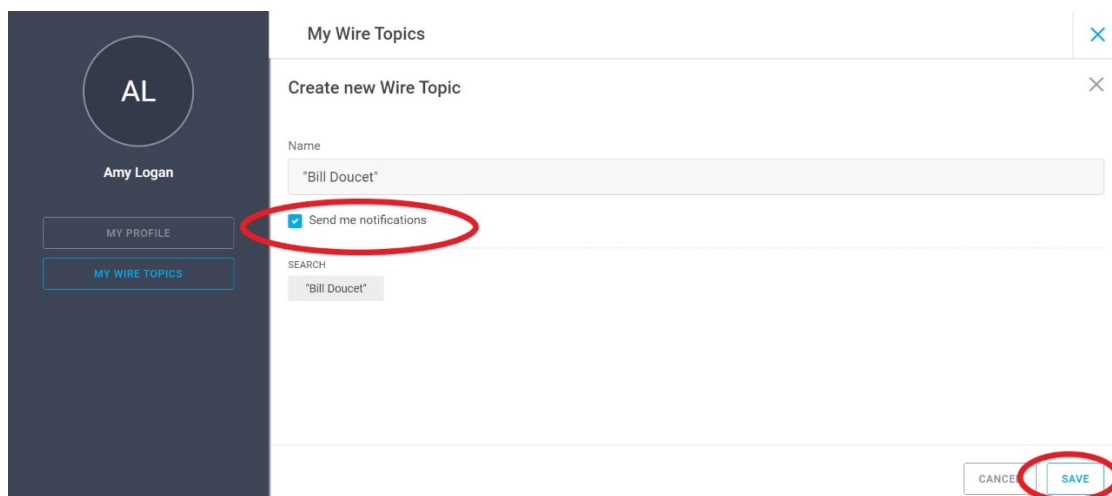 AL
Amy Logan
MY PROFILE
MY WIRE TOPICS
My Wire Topics
Create new Wire Topic
Name
"Bill Doucet"
Send me notifications
SEARCH
"Bill Doucet"
CANCEL
SAVE